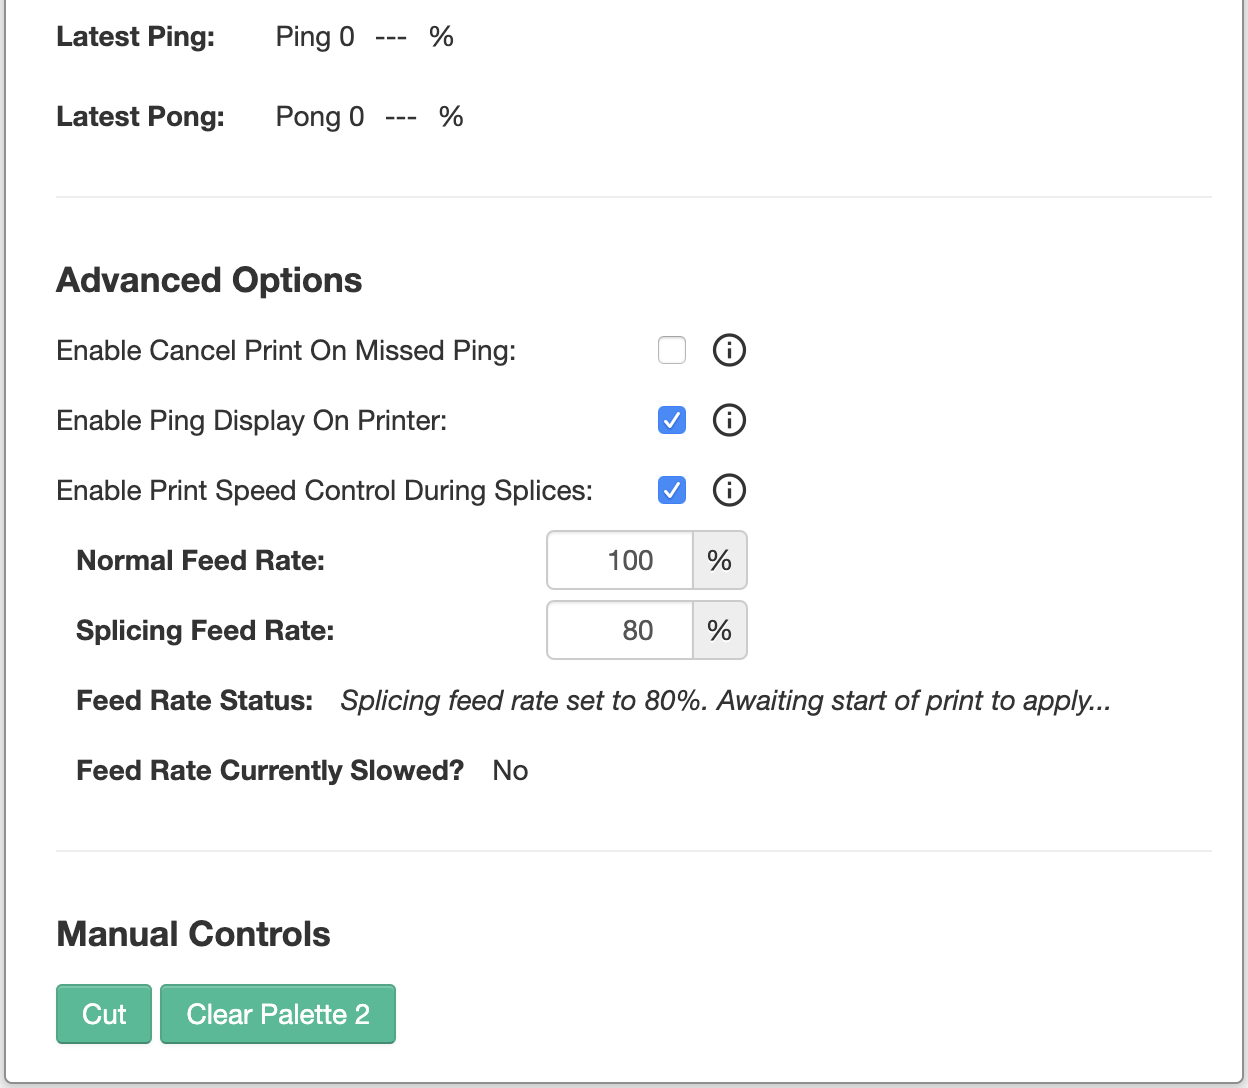 Latest Ping: Ping 0 --- %
Latest Pong: Pong 0 --- %
Advanced Options
Enable Cancel Print On Missed Ping:
Enable Ping Display On Printer:
Enable Print Speed Control During Splices:
Normal Feed Rate: 100 %
Splicing Feed Rate: 80 %
Feed Rate Status: Splicing feed rate set to 80%. Awaiting start of print to apply...
Feed Rate Currently Slowed? No
Manual Controls
Cut Clear Palette 2